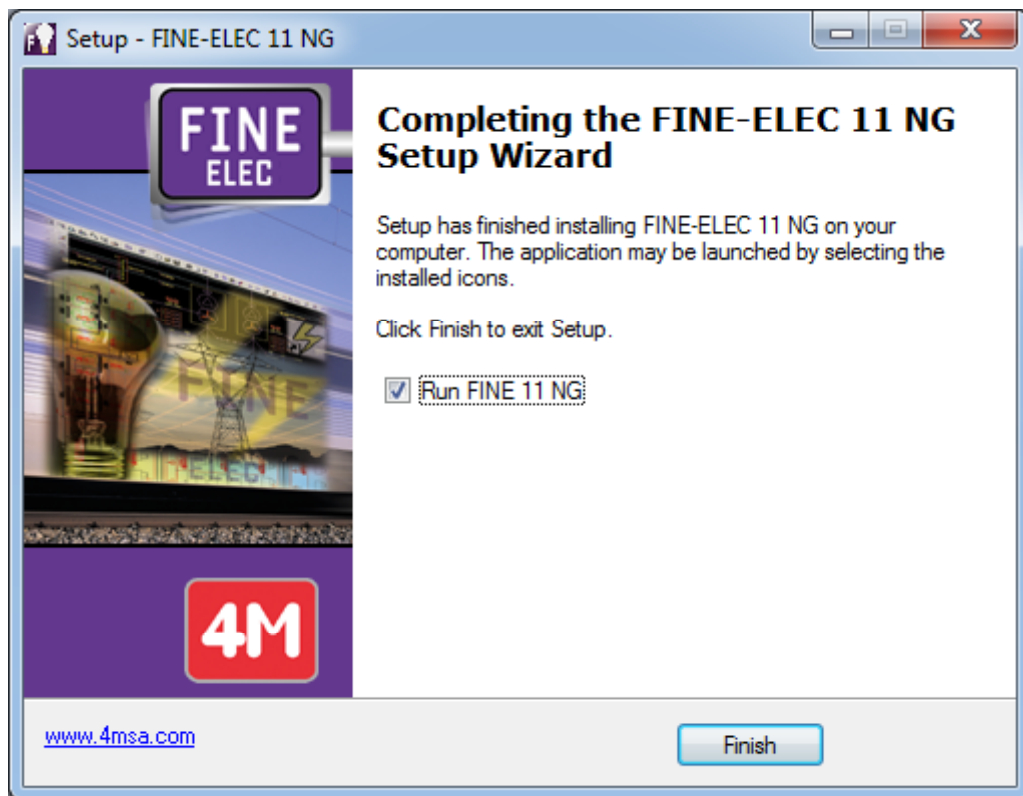 Setup - FINE-ELEC 11 NG
FINE
ELEC
Completing the FINE-ELEC 11 NG
Setup Wizard
Setup has finished installing FINE-ELEC 11 NG on your
computer. The application may be launched by selecting the
installed icons.
Click Finish to exit Setup.
Run FINE 11 NG
FINE
ELEC
4M
www.4msa.com
Finish